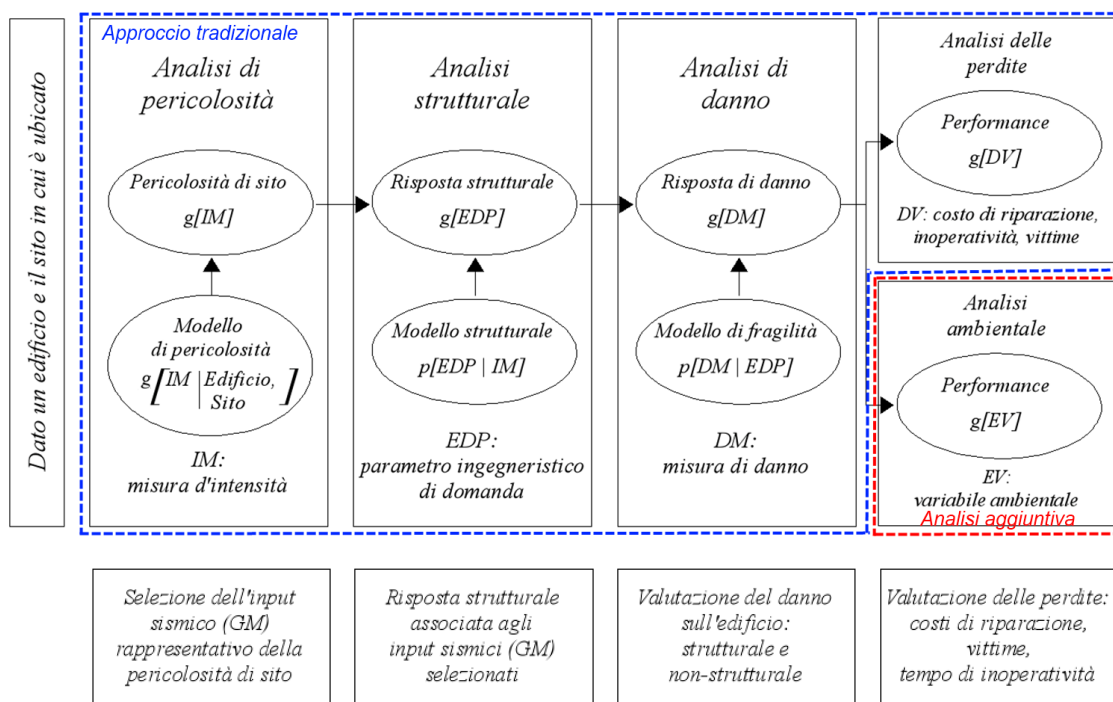 Dato un edificio e il sito in cui è ubicato
Approccio tradizionale
Analisi di
pericolosità
Pericolosità di sito
g[IM]
Modello
di pericolosità
g[IM | Edificio,
Sito]
IM:
misura d'intensità
Analisi
strutturale
Risposta strutturale
g[EDP]
Modello strutturale
p[EDP | IM]
EDP:
parametro ingegneristico
di domanda
Analisi di
danno
Risposta di danno
g[DM]
Modello di fragilità
p[DM | EDP]
DM:
misura di danno
Analisi delle
perdite
Performance
g[DV]
DV: costo di riparazione,
inoperatività, vittime
Analisi
ambientale
Performance
g[EV]
EV:
variabile ambientale
Analisi aggiuntiva
Selezione dell'input
sismico (GM)
rappresentativo della
pericolosità di sito
Risposta strutturale
associata agli
input sismici (GM)
selezionati
Valutazione del danno
sull'edificio:
strutturale e
non-strutturale
Valutazione delle perdite:
costi di riparazione,
vittime,
tempo di inoperatività